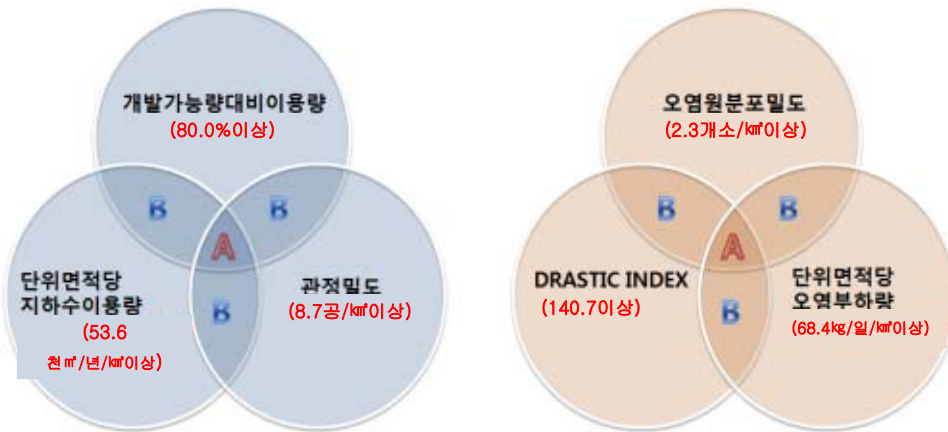 개발가능량대비이용량
(80.0%이상)
B
B
A
단위면적당
지하수이용량
(53.6
천㎥/년/㎢이상)
관정밀도
(8.7공/㎢이상)
B
오염원분포밀도
(2.3개소/㎢이상)
B
B
A
DRASTIC INDEX
(140.7이상)
단위면적당
오염부하량
(68.4kg/일/㎢이상)
B